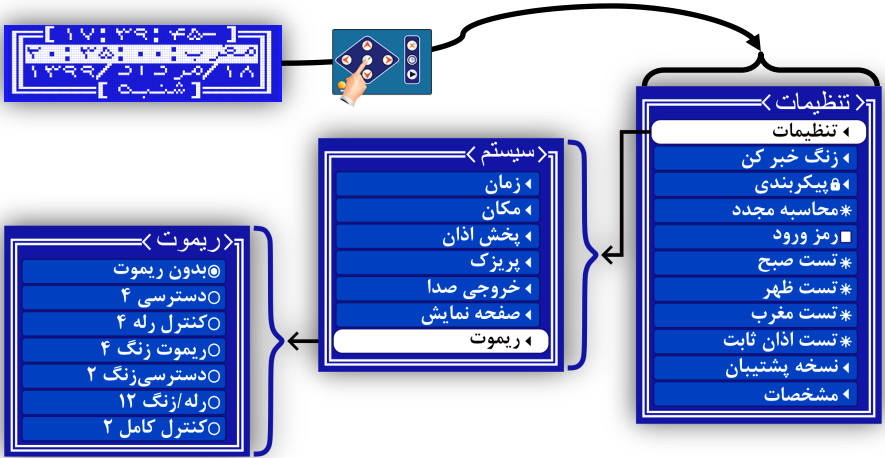 [ ۱۷:۳۹:۴۵- ]
مغرب:۲۰:۳۵:۰۰
۱۸/مرداد/۱۳۹۹
[ شنبه ]
<تنظیمات>
تنظیمات
زنگ خبر کن
پیکربندی
*محاسبه مجدد
رمز ورود
*تست صبح
*تست ظهر
*تست مغرب
*تست اذان ثابت
نسخه پشتیبان
مشخصات
<سیستم>
زمان
مکان
پخش اذان
پریزک
خروجی صدا
صفحه نمایش
ریموت
<ریموت>
بدون ریموت
دسترسی ۴
کنترل رله ۴
ریموت زنگ ۴
دسترسی‌زنگ ۲
رله/زنگ ۱۲
کنترل کامل ۲